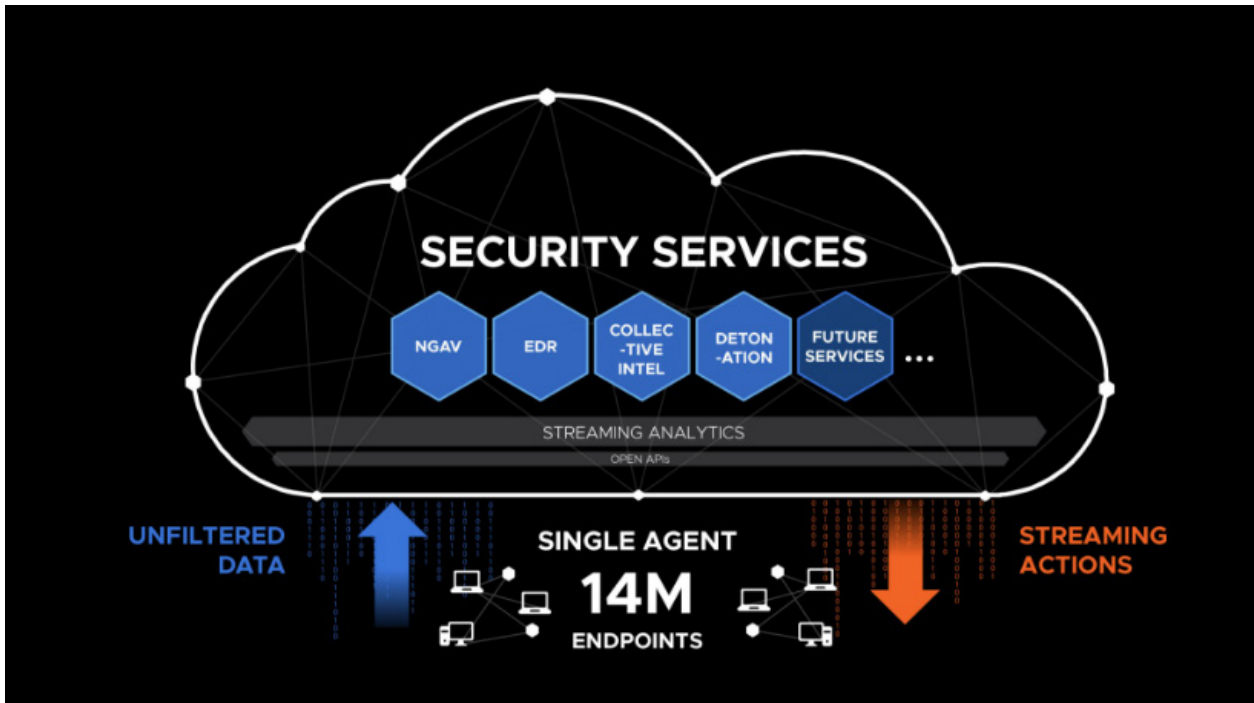 SECURITY SERVICES
NGAV
EDR
COLLEC
-TIVE
INTEL
DETON
-ATION
FUTURE
SERVICES
...
STREAMING ANALYTICS
OPEN APIs
UNFILTERED
DATA
SINGLE AGENT
14M
ENDPOINTS
STREAMING
ACTIONS